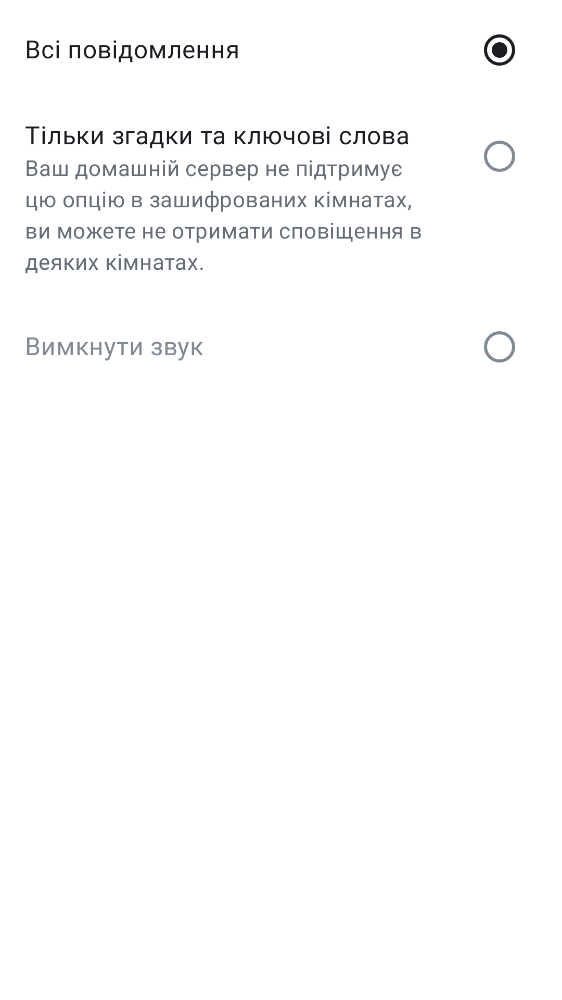 Всі повідомлення
Тільки згадки та ключові слова
Ваш домашній сервер не підтримує
цю опцію в зашифрованих кімнатах,
ви можете не отримати сповіщення в
деяких кімнатах.
Вимкнути звук